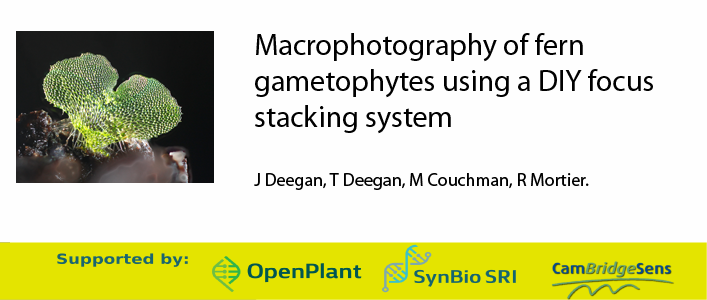 Macrophotography of fern
gametophytes using a DIY focus
stacking system
J Deegan, T Deegan, M Couchman, R Mortier.
Supported by:
OpenPlant
SynBio SRI
CamBridgeSens